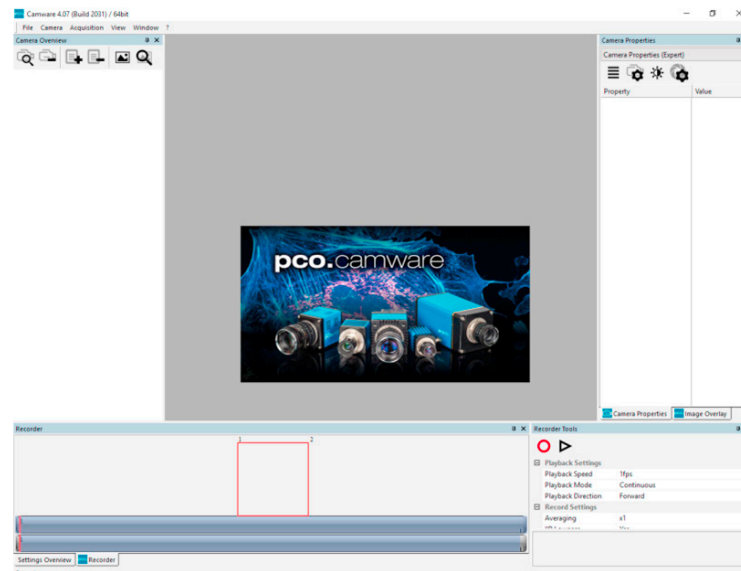 Camware 4.07 (Build 2031) / 64bit
File Camera Acquisition View Window ?
Camera Overview
Camera Properties
Camera Properties (Expert)
Property Value
pco.camware
Camera Properties Image Overlay
Recorder
1 2
Recorder Tools
Playback Settings
Playback Speed 1fps
Playback Mode Continuous
Playback Direction Forward
Record Settings
Averaging x1
Settings Overview Recorder